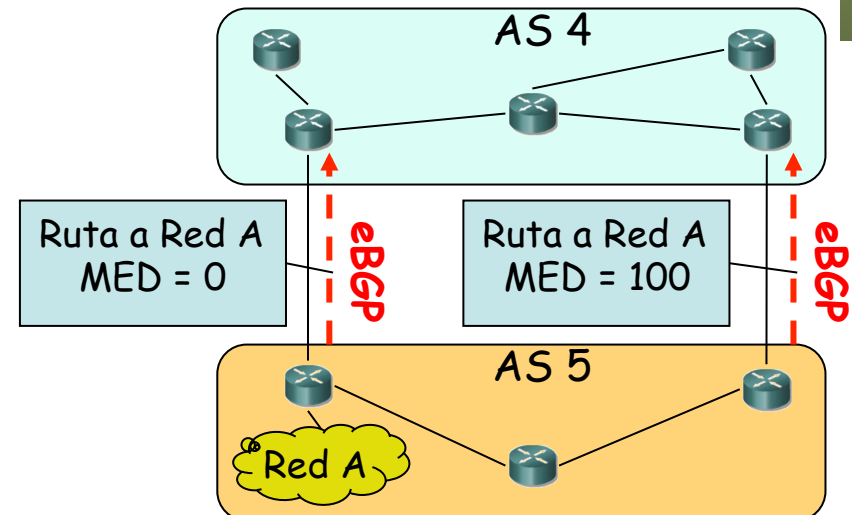 AS 4
Ruta a Red A
MED = 0
eBGP
Ruta a Red A
MED = 100
eBGP
AS 5
Red A